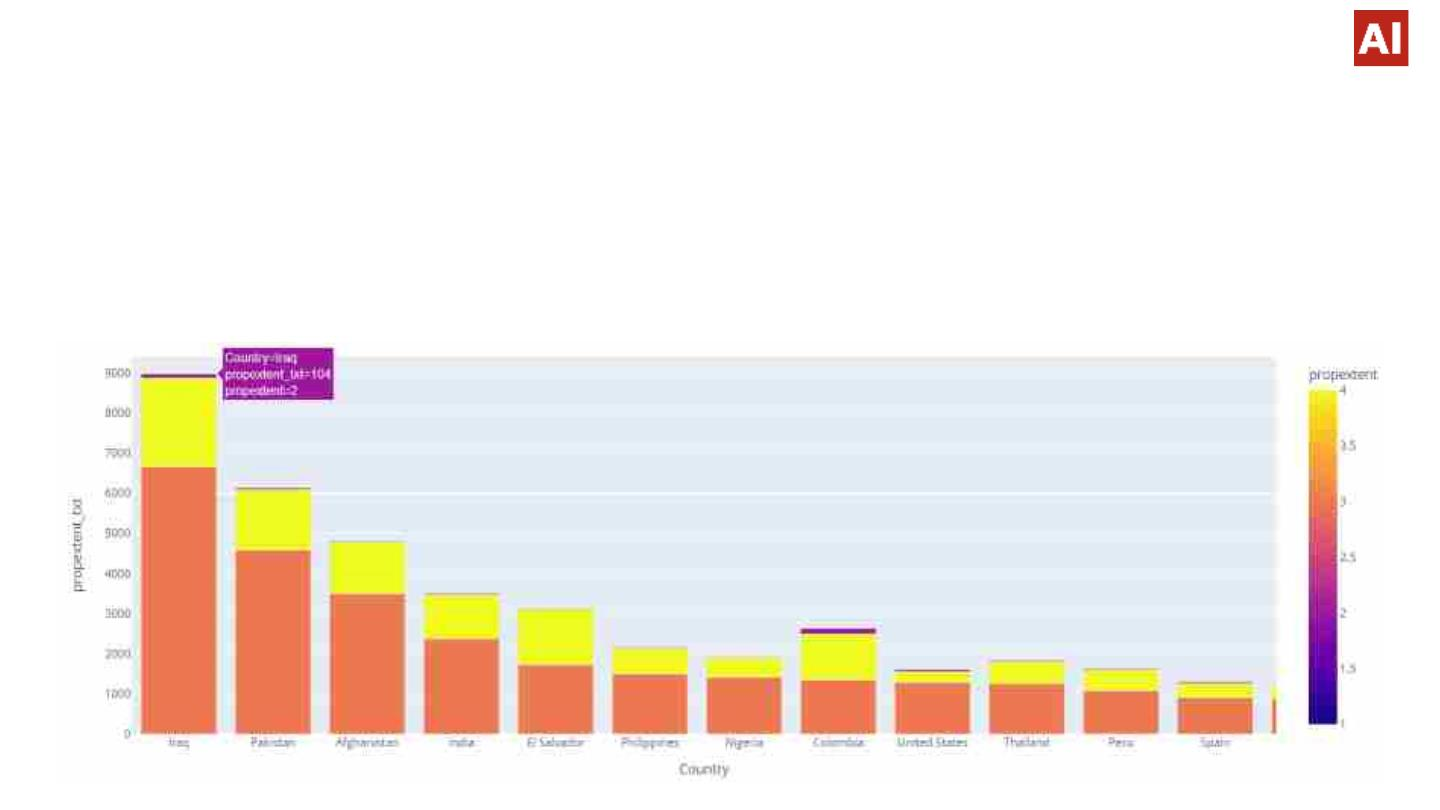 AI
Country=Iraq
propextent_txt=104
propextent=2
propextent
9000
8000
7000
6000
5000
4000
3000
2000
1000
0
propextent_txt
4
3.5
3
2.5
2
1.5
1
Iraq Pakistan Afghanistan India El Salvador Philippines Nigeria Colombia United States Thailand Peru Spain
Country